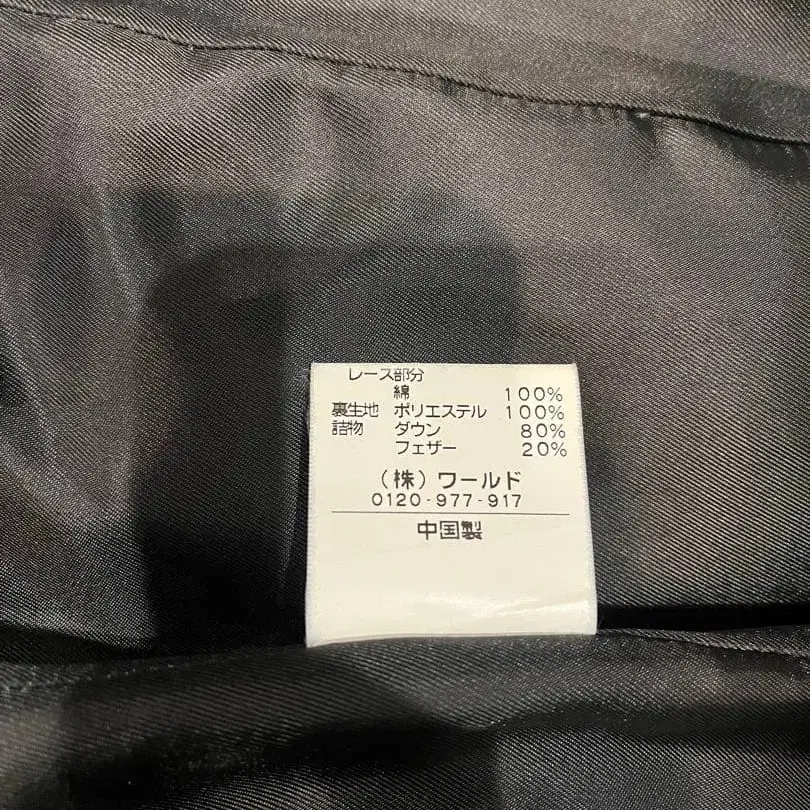 レース部分
綿 100%
裏生地 ポリエステル 100%
詰物 ダウン 80%
フェザー 20%
(株)ワールド
0120-977-917
中国製